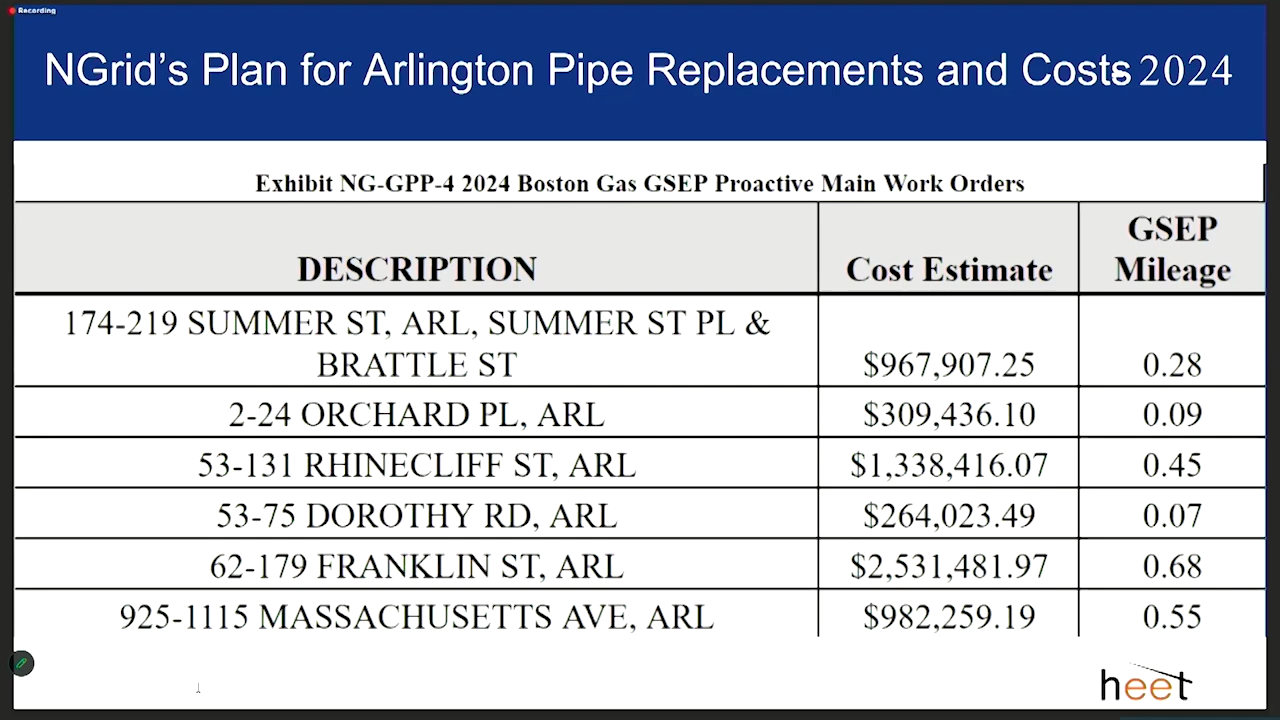 Recording
NGrid's Plan for Arlington Pipe Replacements and Costs 2024
Exhibit NG-GPP-4 2024 Boston Gas GSEP Proactive Main Work Orders
DESCRIPTION Cost Estimate GSEP Mileage
174-219 SUMMER ST, ARL, SUMMER ST PL &
BRATTLE ST $967,907.25 0.28
2-24 ORCHARD PL, ARL $309,436.10 0.09
53-131 RHINECLIFF ST, ARL $1,338,416.07 0.45
53-75 DOROTHY RD, ARL $264,023.49 0.07
62-179 FRANKLIN ST, ARL $2,531,481.97 0.68
925-1115 MASSACHUSETTS AVE, ARL $982,259.19 0.55
heet